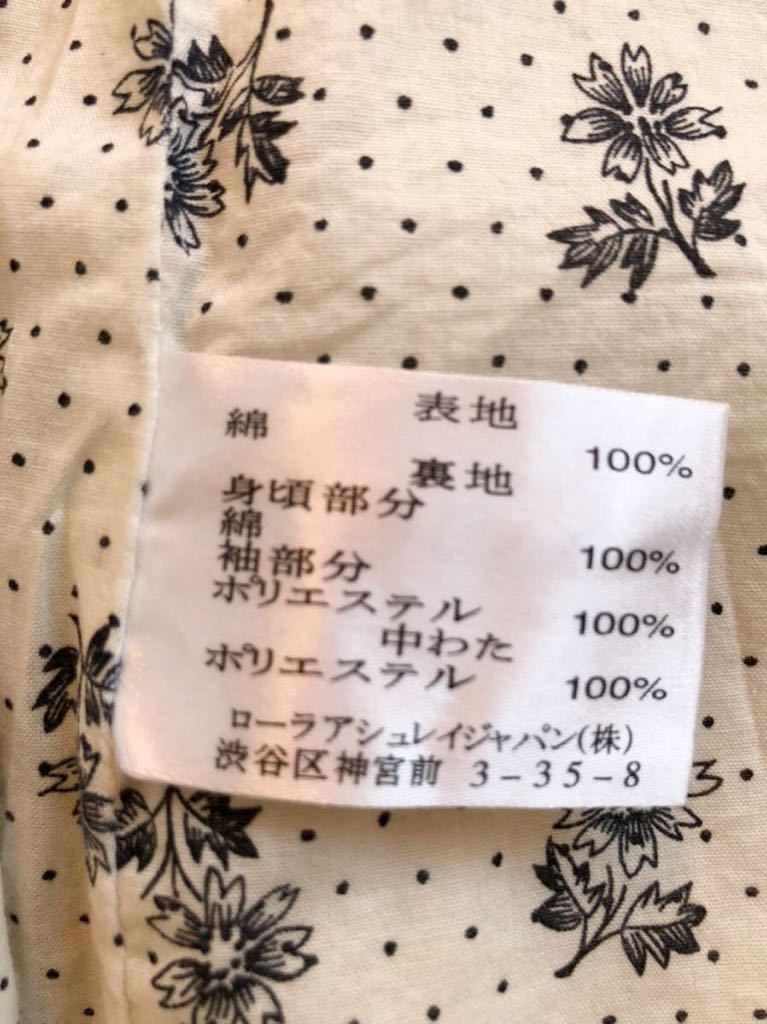 表地
綿 100%
裏地
身頃部分
綿 100%
袖部分
ポリエステル 100%
中わた
ポリエステル 100%
ローラアシュレイジャパン(株)
渋谷区神宮前 3-35-8